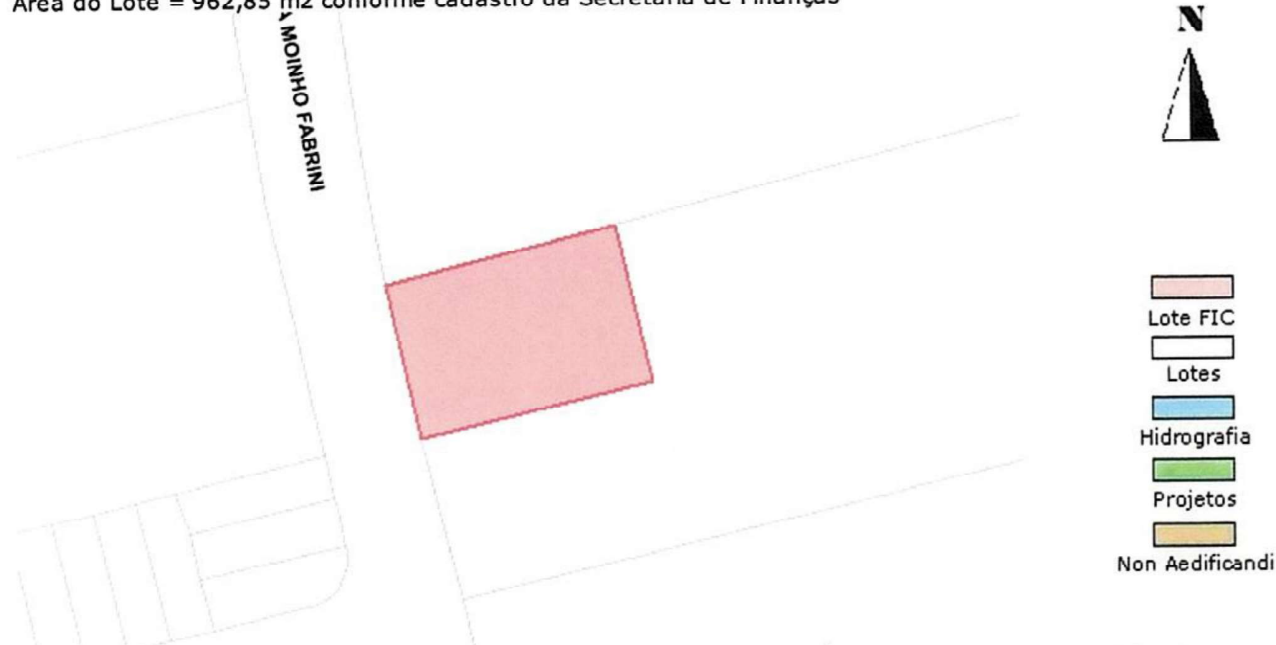 Área do Lote = 962,83 m2 conforme cadastro da Secretaria de Finanças
N
A MOINHO FABRINI
Lote FIC
Lotes
Hidrografia
Projetos
Non Aedificandi